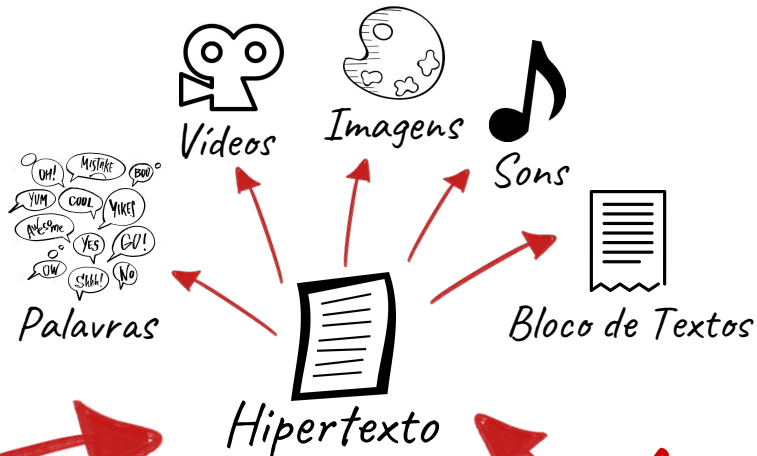 Vídeos
Imagens
Sons
OH!
MISTAKE
BOO
YUM
COOL
YIKES
Awesome
YES
GO!
OW
Shhh!
NO
Palavras
Bloco de Textos
Hipertexto